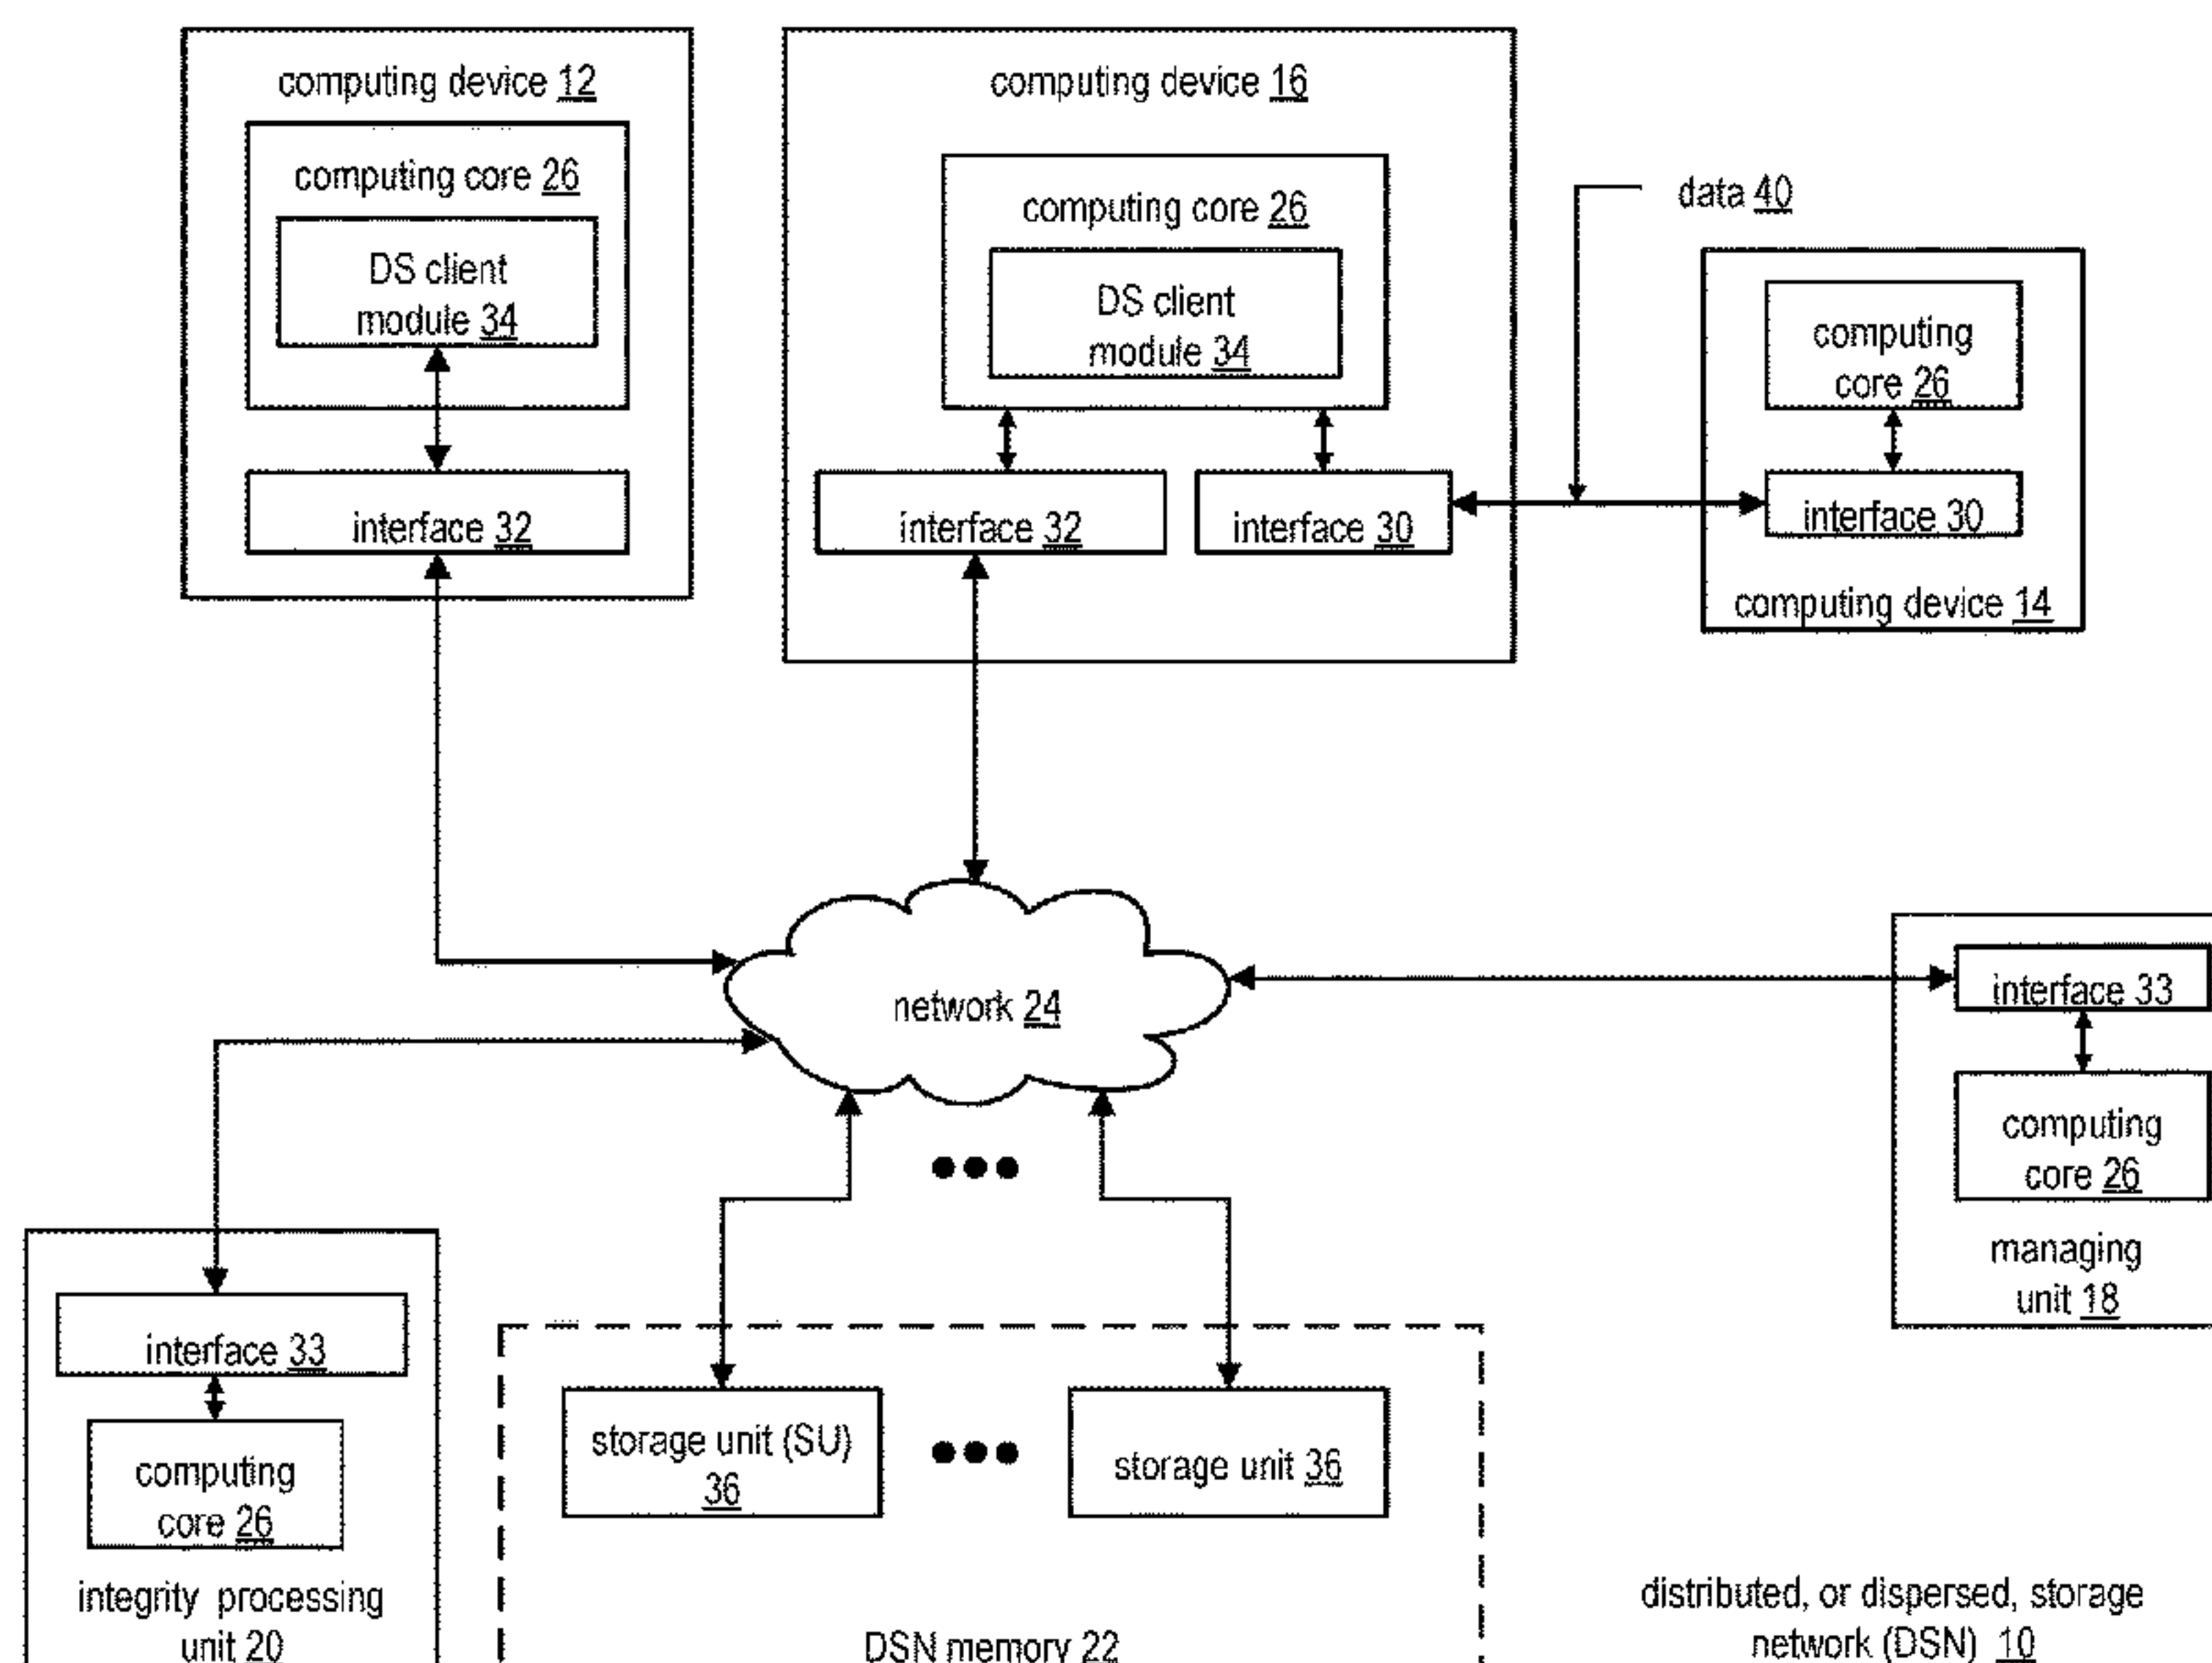 computing device 12
computing core 26
DS client
module 34
interface 32
computing device 16
computing core 26
DS client
module 34
interface 32
interface 30
data 40
computing
core 26
interface 30
computing device 14
network 24
interface 33
computing
core 26
managing
unit 18
interface 33
computing
core 26
integrity processing
unit 20
storage unit (SU)
36
storage unit 36
DSN memory 22
distributed, or dispersed, storage
network (DSN) 10